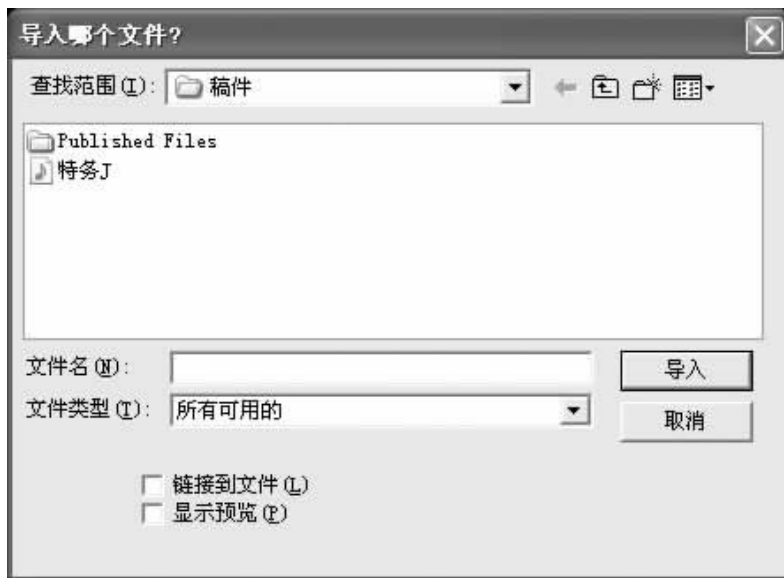 导入哪个文件?
查找范围(I): 稿件
Published Files
特务J
文件名(N):
导入
文件类型(T): 所有可用的
取消
链接到文件(L)
显示预览(P)